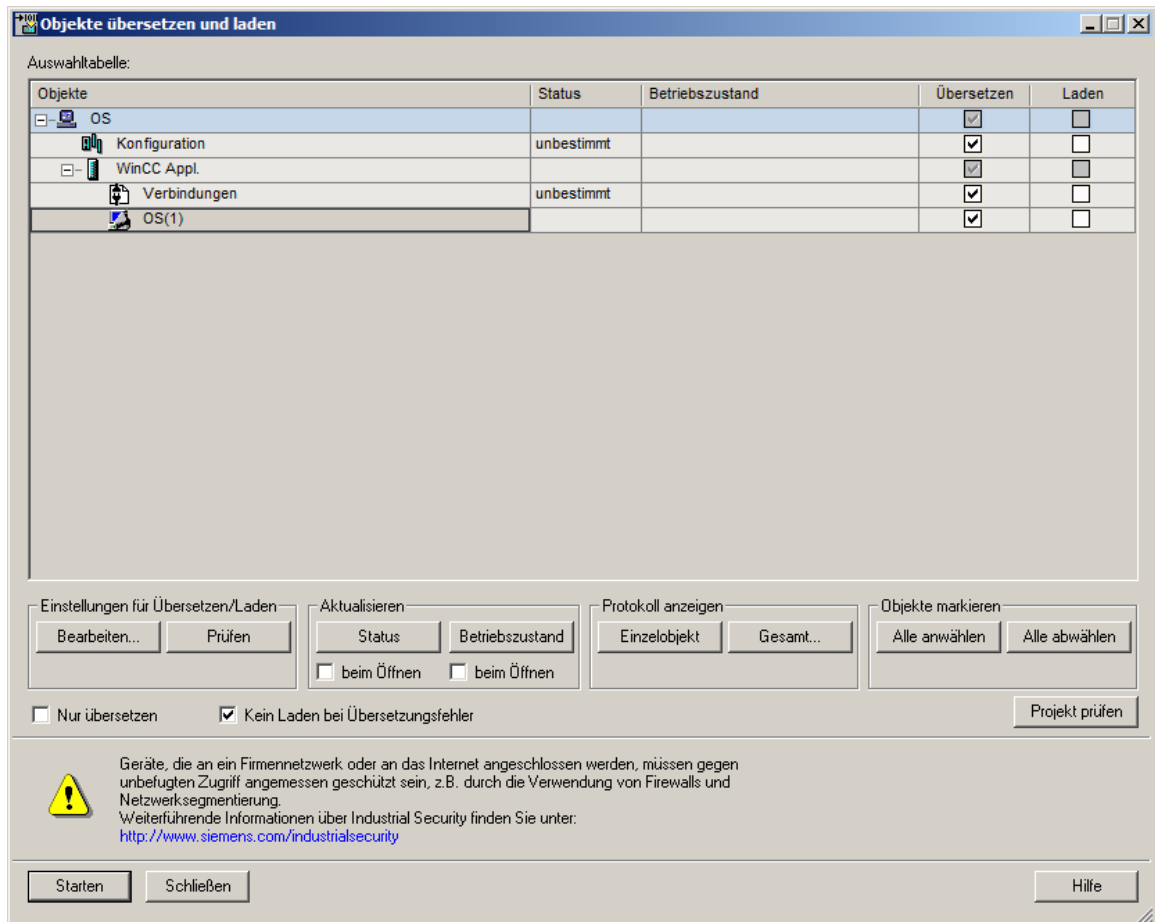 Objekte übersetzen und laden
Auswahltabelle:
Objekte Status Betriebszustand Übersetzen Laden
OS
Konfiguration unbestimmt
WinCC Appl.
Verbindungen unbestimmt
OS(1)
Einstellungen für Übersetzen/Laden Aktualisieren Protokoll anzeigen Objekte markieren
Bearbeiten... Prüfen Status Betriebszustand Einzelobjekt Gesamt... Alle anwählen Alle abwählen
beim Öffnen beim Öffnen
Nur übersetzen Kein Laden bei Übersetzungsfehler Projekt prüfen
Geräte, die an ein Firmennetzwerk oder an das Internet angeschlossen werden, müssen gegen
unbefugten Zugriff angemessen geschützt sein, z.B. durch die Verwendung von Firewalls und
Netzwerksegmentierung.
Weiterführende Informationen über Industrial Security finden Sie unter:
http://www.siemens.com/industrialsecurity
Starten Schließen Hilfe